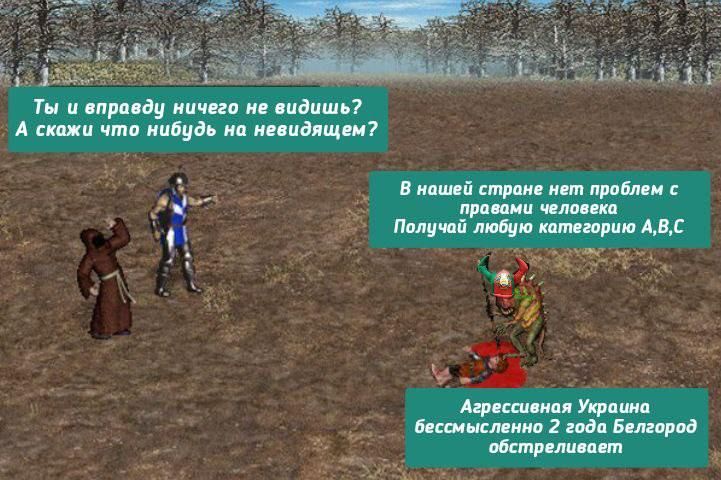 Ты и вправду ничего не видишь?
А скажи что нибудь на невидящем?
В нашей стране нет проблем с
правами человека
Получай любую категорию А,В,С
Агрессивная Украина
бессмысленно 2 года Белгород
обстреливает